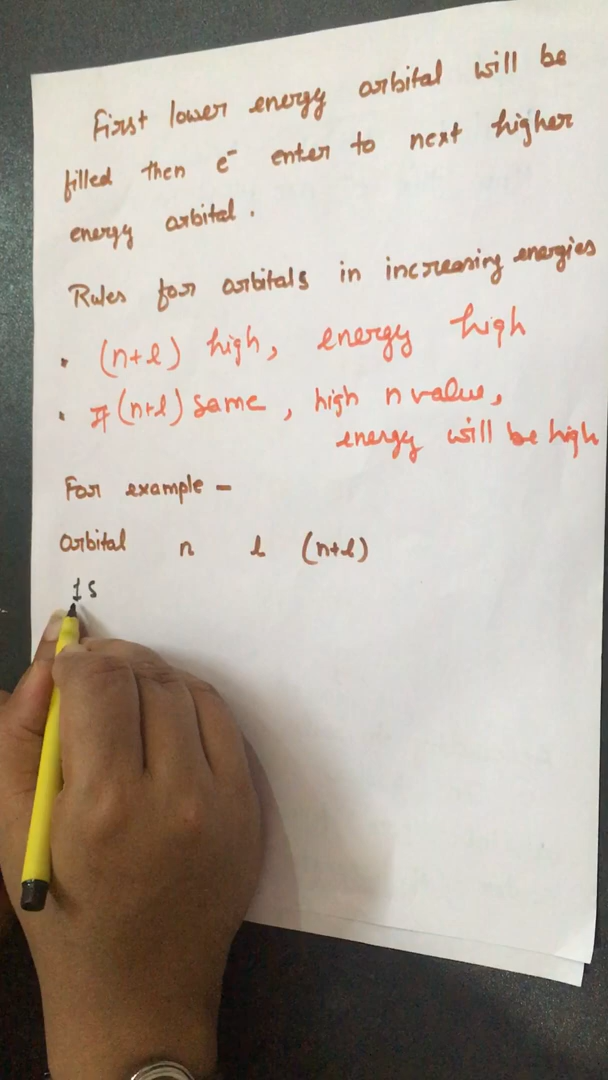 First lower energy orbital will be
filled then e⁻ enter to next higher
energy orbital.
Rules for orbitals in increasing energies
• (n+l) high, energy high
• If (n+l) same, high n value,
energy will be high
For example -
orbital n l (n+l)
1s